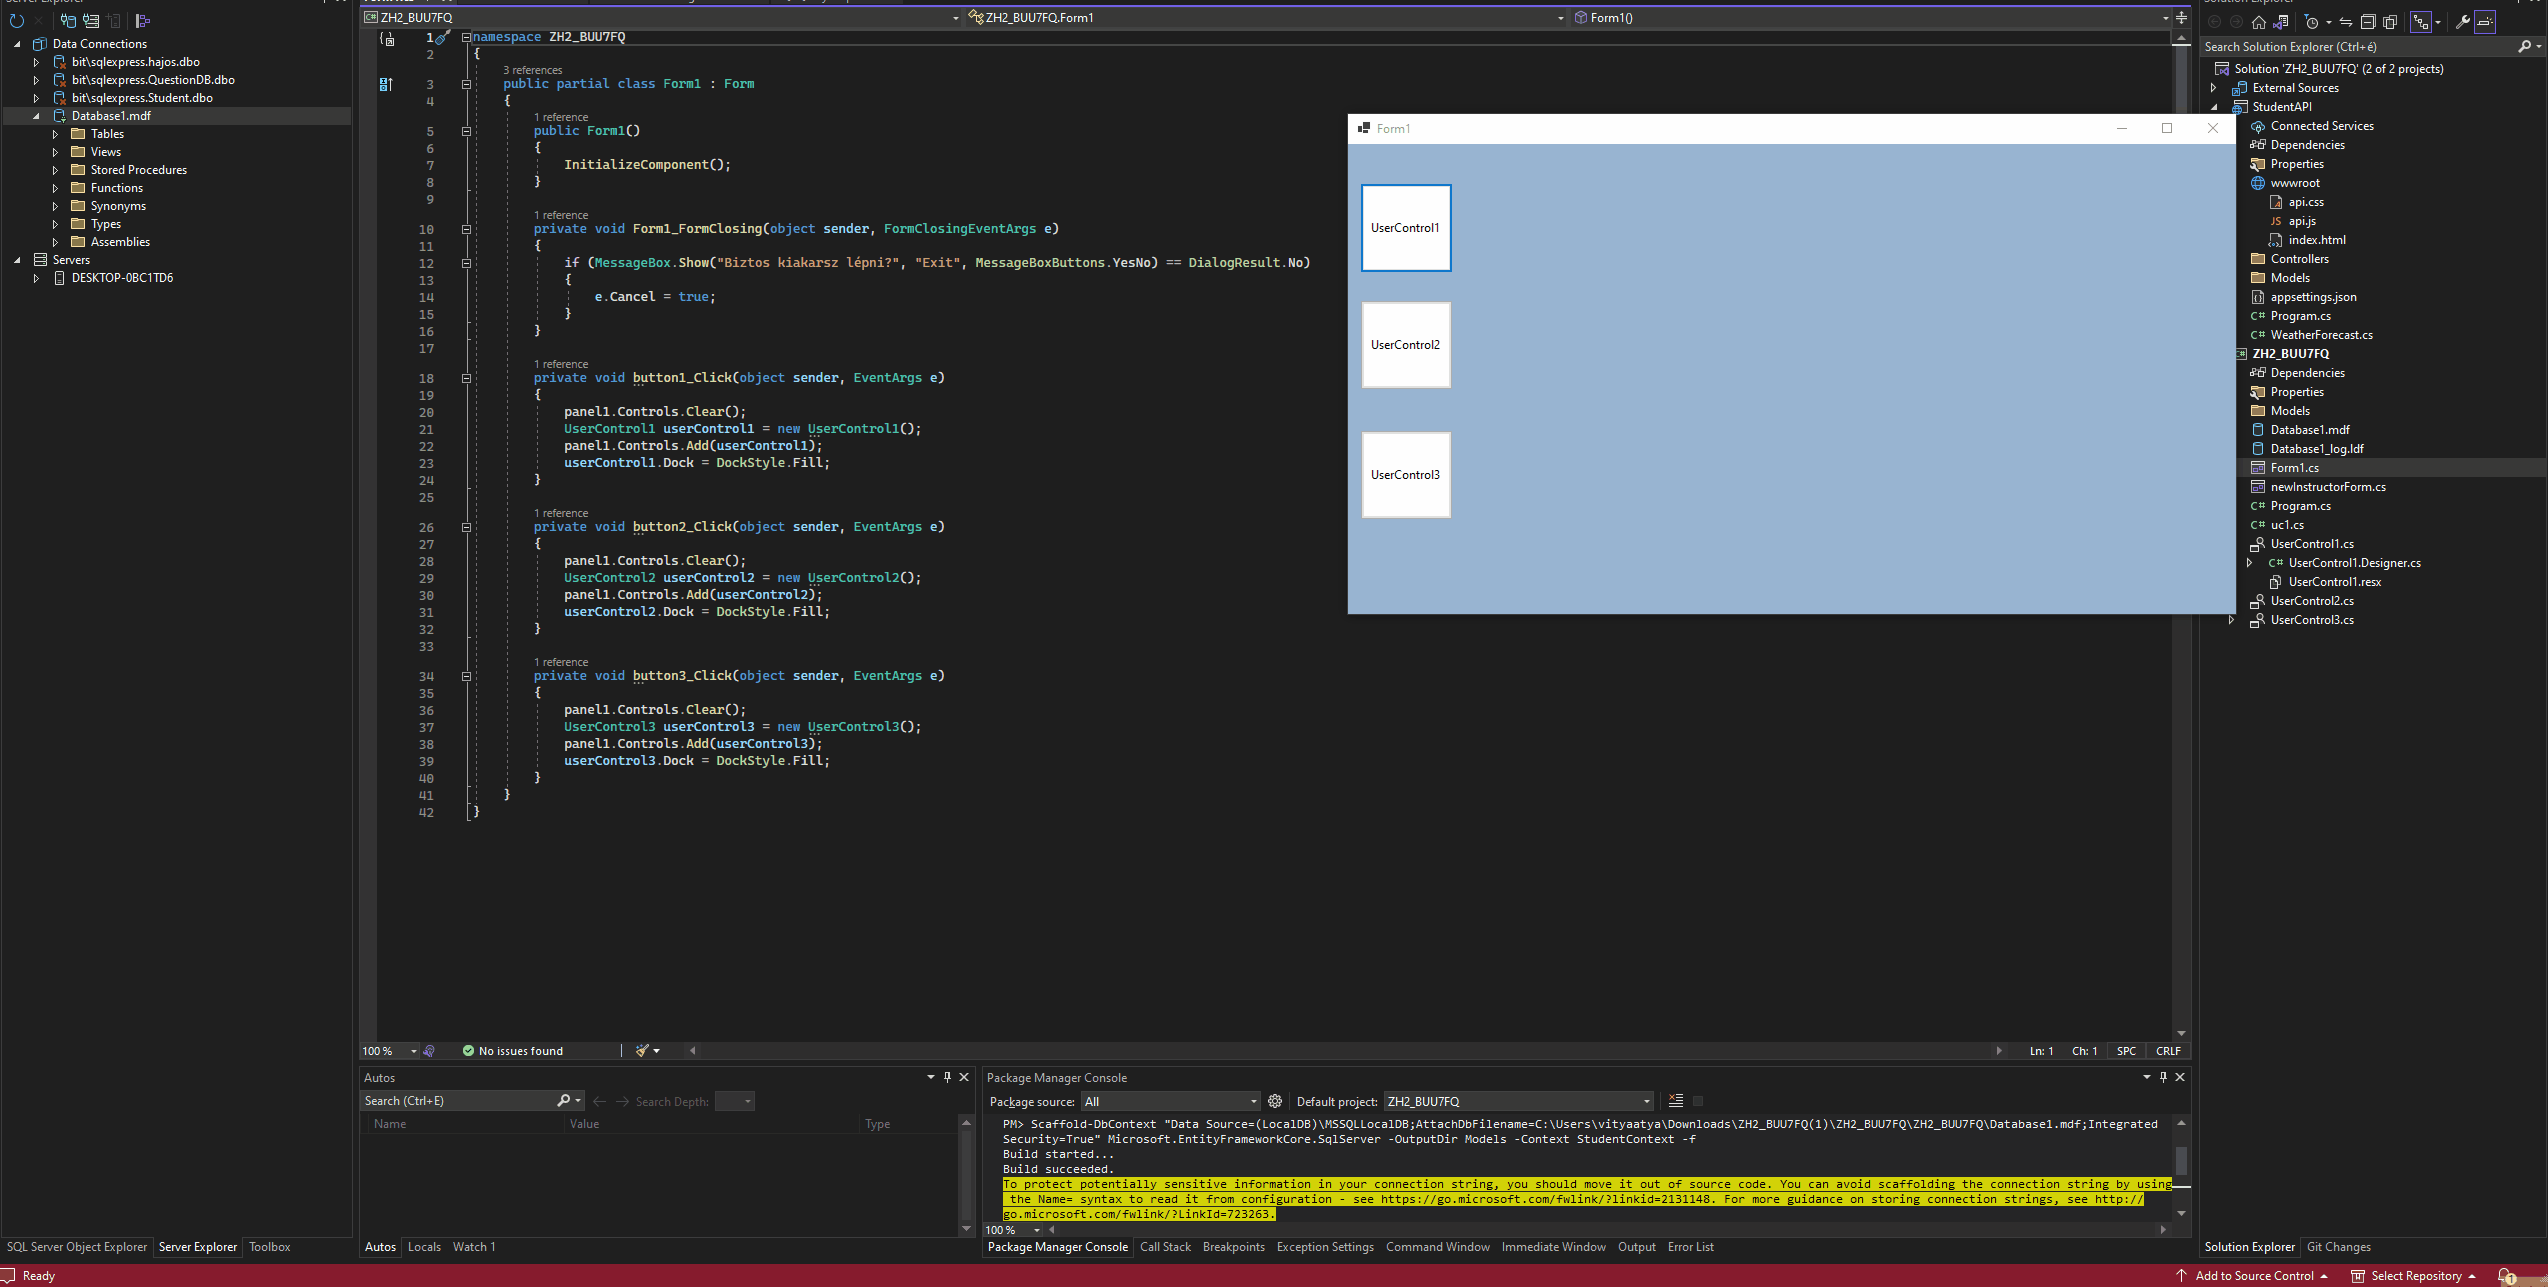 Server Explorer
Data Connections
bit\sqlexpress.hajos.dbo
bit\sqlexpress.QuestionDB.dbo
bit\sqlexpress.Student.dbo
Database1.mdf
Tables
Views
Stored Procedures
Functions
Synonyms
Types
Assemblies
Servers
DESKTOP-0BC1TD6
SQL Server Object Explorer
Server Explorer
Toolbox
ZH2_BUU7FQ
ZH2_BUU7FQ.Form1
Form1()
1 namespace ZH2_BUU7FQ
2 {
3 references
3 public partial class Form1 : Form
4 {
1 reference
5 public Form1()
6 {
7 InitializeComponent();
8 }
9
1 reference
10 private void Form1_FormClosing(object sender, FormClosingEventArgs e)
11 {
12 if (MessageBox.Show("Biztos kiakarsz lépni?", "Exit", MessageBoxButtons.YesNo) == DialogResult.No)
13 {
14 e.Cancel = true;
15 }
16 }
17
1 reference
18 private void button1_Click(object sender, EventArgs e)
19 {
20 panel1.Controls.Clear();
21 UserControl1 userControl1 = new UserControl1();
22 panel1.Controls.Add(userControl1);
23 userControl1.Dock = DockStyle.Fill;
24 }
25
1 reference
26 private void button2_Click(object sender, EventArgs e)
27 {
28 panel1.Controls.Clear();
29 UserControl2 userControl2 = new UserControl2();
30 panel1.Controls.Add(userControl2);
31 userControl2.Dock = DockStyle.Fill;
32 }
33
1 reference
34 private void button3_Click(object sender, EventArgs e)
35 {
36 panel1.Controls.Clear();
37 UserControl3 userControl3 = new UserControl3();
38 panel1.Controls.Add(userControl3);
39 userControl3.Dock = DockStyle.Fill;
40 }
41 }
42 }
Form1
UserControl1
UserControl2
UserControl3
100 %
No issues found
Ln: 1
Ch: 1
SPC
CRLF
Autos
Search (Ctrl+E)
Search Depth:
Name
Value
Type
Autos
Locals
Watch 1
Package Manager Console
Package source: All
Default project: ZH2_BUU7FQ
PM> Scaffold-DbContext "Data Source=(LocalDB)\MSSQLLocalDB;AttachDbFilename=C:\Users\vityaatya\Downloads\ZH2_BUU7FQ(1)\ZH2_BUU7FQ\ZH2_BUU7FQ\Database1.mdf;Integrated
Security=True" Microsoft.EntityFrameworkCore.SqlServer -OutputDir Models -Context StudentContext -f
Build started...
Build succeeded.
To protect potentially sensitive information in your connection string, you should move it out of source code. You can avoid scaffolding the connection string by using
the Name= syntax to read it from configuration - see https://go.microsoft.com/fwlink/?linkid=2131148. For more guidance on storing connection strings, see http://
go.microsoft.com/fwlink/?LinkId=723263.
100 %
Package Manager Console
Call Stack
Breakpoints
Exception Settings
Command Window
Immediate Window
Output
Error List
Solution Explorer
Search Solution Explorer (Ctrl+é)
Solution 'ZH2_BUU7FQ' (2 of 2 projects)
External Sources
StudentAPI
Connected Services
Dependencies
Properties
wwwroot
api.css
JS api.js
index.html
Controllers
Models
appsettings.json
C# Program.cs
C# WeatherForecast.cs
C# ZH2_BUU7FQ
Dependencies
Properties
Models
Database1.mdf
Database1_log.ldf
Form1.cs
newInstructorForm.cs
C# Program.cs
C# uc1.cs
UserControl1.cs
C# UserControl1.Designer.cs
UserControl1.resx
UserControl2.cs
UserControl3.cs
Solution Explorer
Git Changes
Ready
Add to Source Control
Select Repository
1